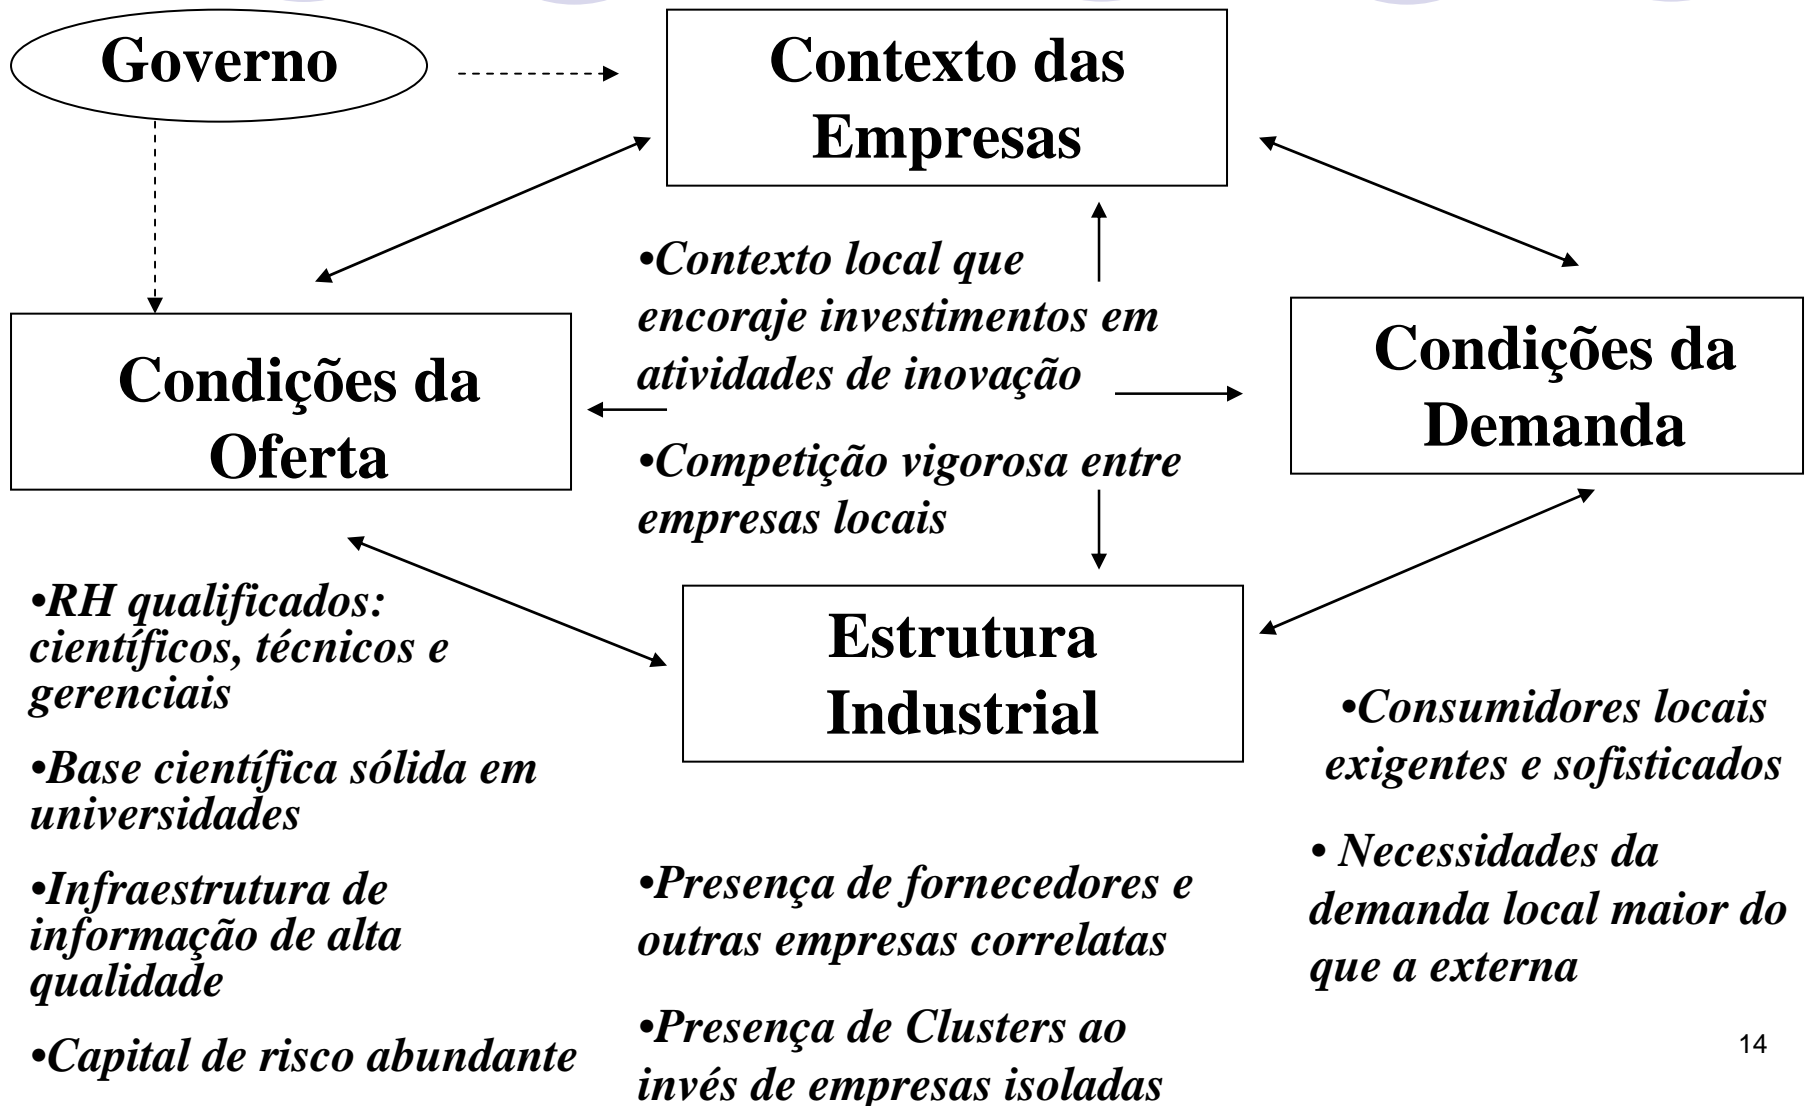 Governo
Contexto das
Empresas
•Contexto local que
encoraje investimentos em
atividades de inovação
•Competição vigorosa entre
empresas locais
Condições da
Oferta
Condições da
Demanda
•RH qualificados:
científicos, técnicos e
gerenciais
•Base científica sólida em
universidades
•Infraestrutura de
informação de alta
qualidade
•Capital de risco abundante
Estrutura
Industrial
•Presença de fornecedores e
outras empresas correlatas
•Presença de Clusters ao
invés de empresas isoladas
•Consumidores locais
exigentes e sofisticados
• Necessidades da
demanda local maior do
que a externa
14